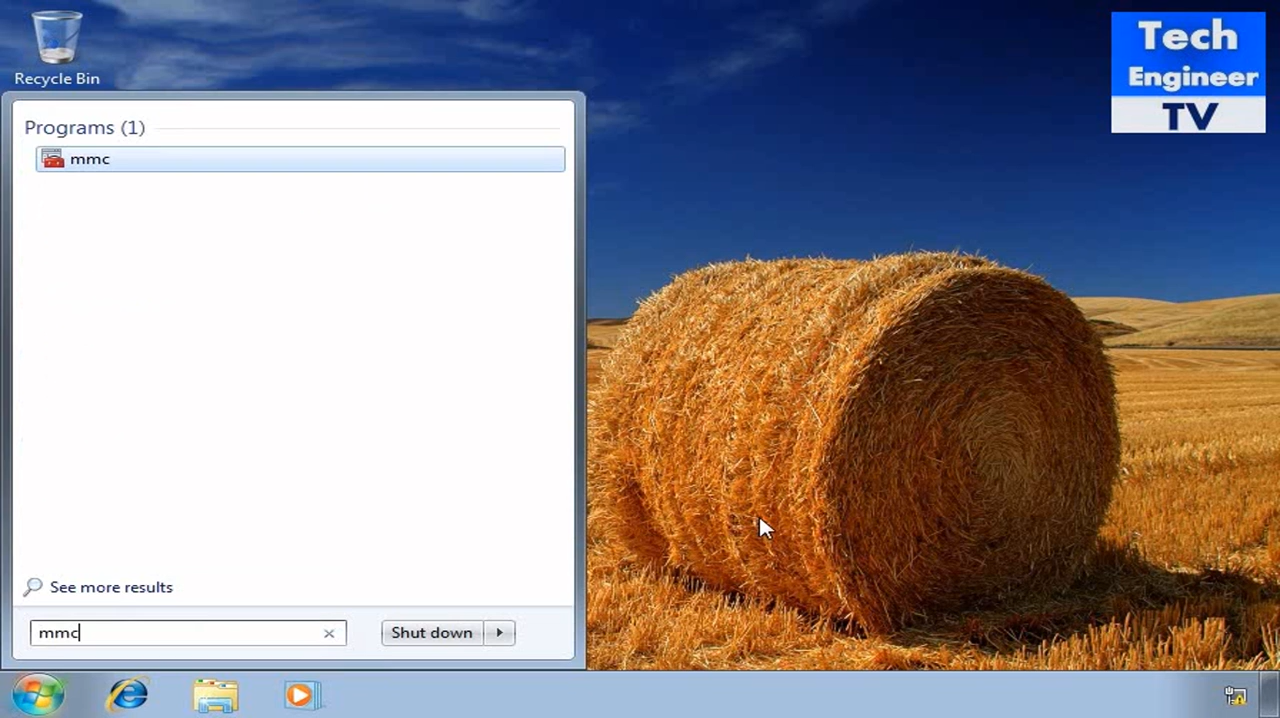 Recycle Bin
Tech
Engineer
TV
Programs (1)
mmc
See more results
mmc
Shut down